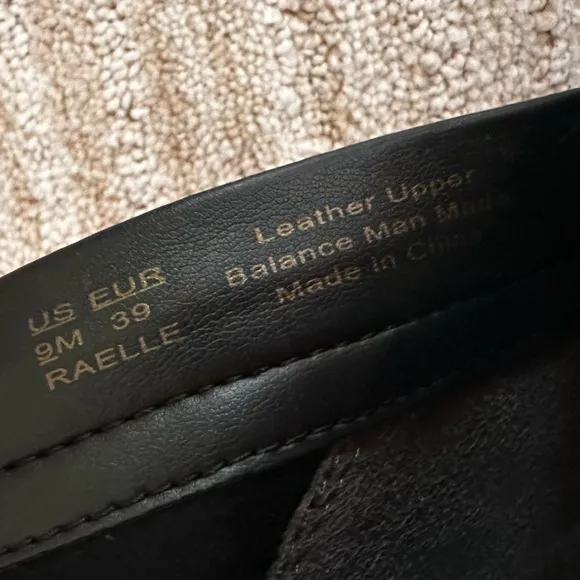 US EUR
9M 39
RAELLE
Leather Upper
Balance Man Made
Made in China